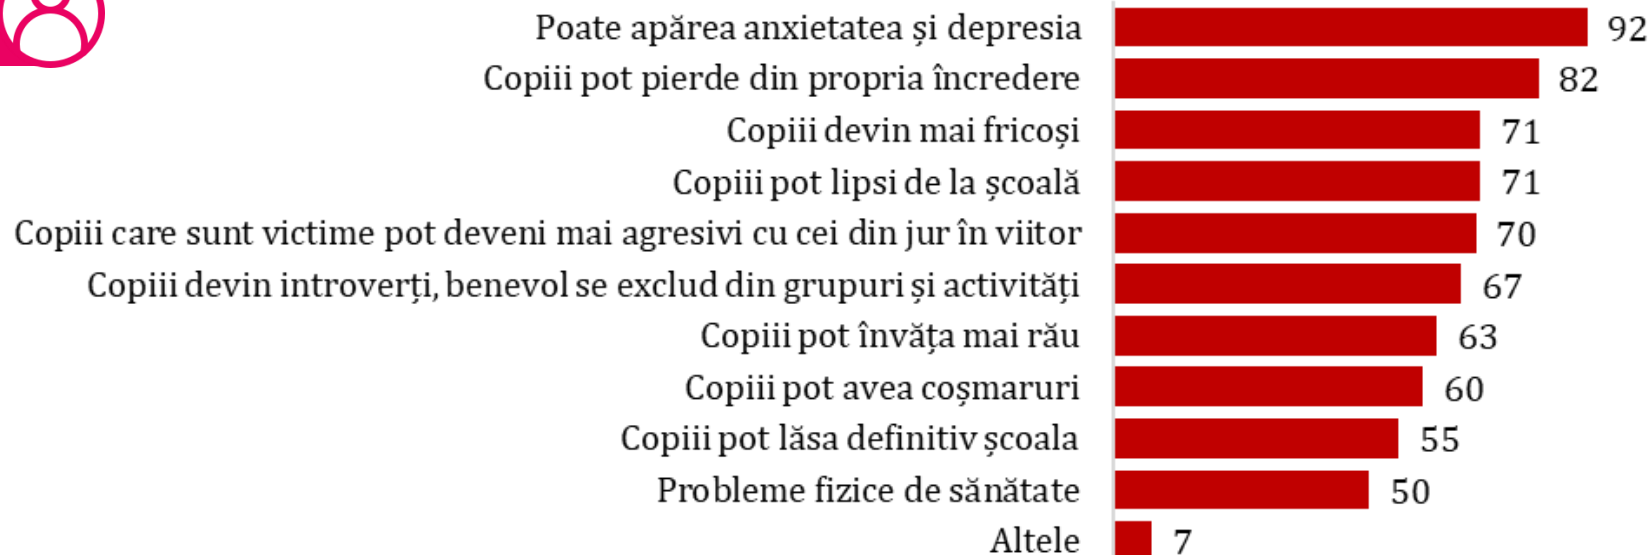 Poate apărea anxietatea și depresia 92
Copiii pot pierde din propria încredere 82
Copiii devin mai fricoși 71
Copiii pot lipsi de la școală 71
Copiii care sunt victime pot deveni mai agresivi cu cei din jur în viitor 70
Copiii devin introverți, benevol se exclud din grupuri și activități 67
Copiii pot învăța mai rău 63
Copiii pot avea coșmaruri 60
Copiii pot lăsa definitiv școala 55
Probleme fizice de sănătate 50
Altele 7